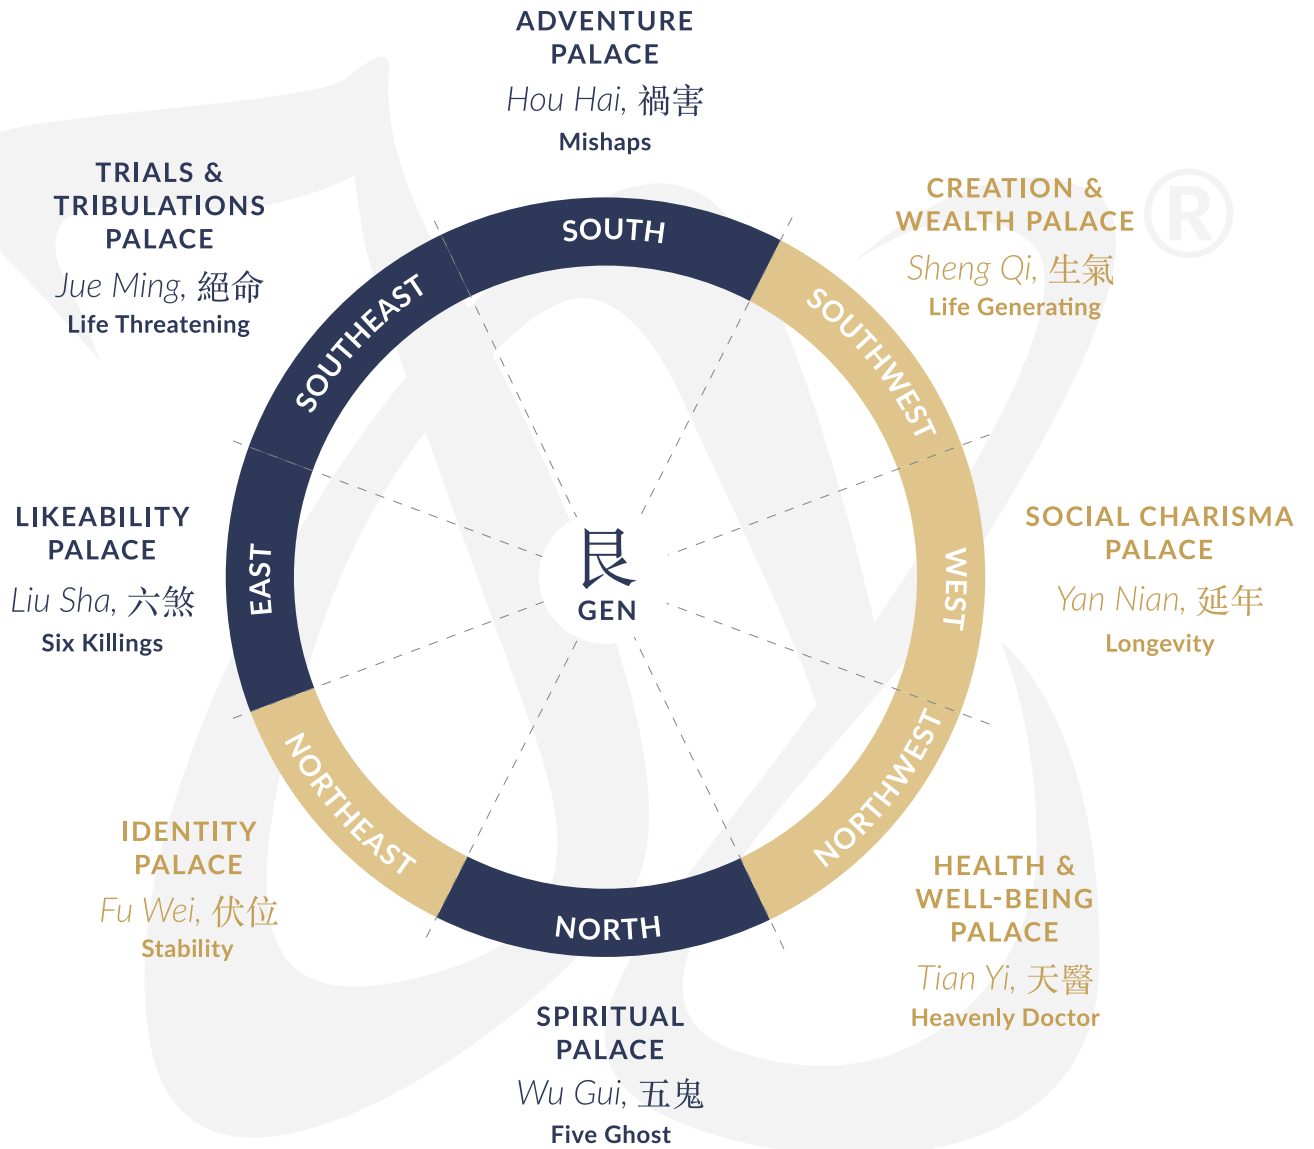 ADVENTURE
PALACE
Hou Hai, 禍害
Mishaps
TRIALS &
TRIBULATIONS
PALACE
Jue Ming, 絕命
Life Threatening
CREATION &
WEALTH PALACE
Sheng Qi, 生氣
Life Generating
®
SOUTH
SOUTHEAST
SOUTHWEST
LIKEABILITY
PALACE
Liu Sha, 六煞
Six Killings
EAST
艮
GEN
WEST
SOCIAL CHARISMA
PALACE
Yan Nian, 延年
Longevity
NORTHEAST
NORTHWEST
NORTH
IDENTITY
PALACE
Fu Wei, 伏位
Stability
HEALTH &
WELL-BEING
PALACE
Tian Yi, 天醫
Heavenly Doctor
SPIRITUAL
PALACE
Wu Gui, 五鬼
Five Ghost